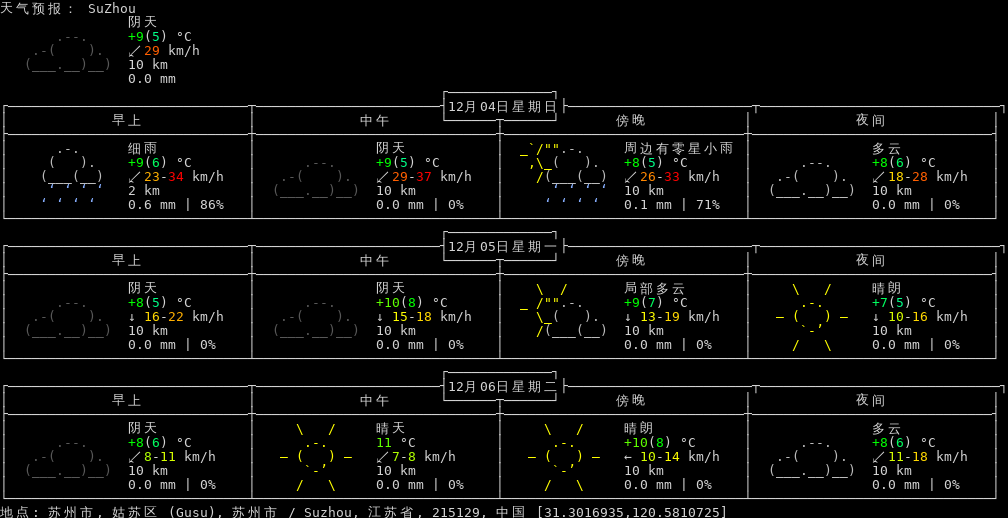 天气预报： SuZhou
阴天
+9(5) °C
↙ 29 km/h
10 km
0.0 mm
12月04日星期日
早上 中午 傍晚 夜间
细雨 阴天 周边有零星小雨 多云
+9(6) °C +9(5) °C +8(5) °C +8(6) °C
↙ 23-34 km/h ↙ 29-37 km/h ↙ 26-33 km/h ↙ 18-28 km/h
2 km 10 km 10 km 10 km
0.6 mm | 86% 0.0 mm | 0% 0.1 mm | 71% 0.0 mm | 0%
12月05日星期一
早上 中午 傍晚 夜间
阴天 阴天 局部多云 晴朗
+8(5) °C +10(8) °C +9(7) °C +7(5) °C
↓ 16-22 km/h ↓ 15-18 km/h ↓ 13-19 km/h ↓ 10-16 km/h
10 km 10 km 10 km 10 km
0.0 mm | 0% 0.0 mm | 0% 0.0 mm | 0% 0.0 mm | 0%
12月06日星期二
早上 中午 傍晚 夜间
阴天 晴天 晴朗 多云
+8(6) °C 11 °C +10(8) °C +8(6) °C
↙ 8-11 km/h ↙ 7-8 km/h ← 10-14 km/h ↙ 11-18 km/h
10 km 10 km 10 km 10 km
0.0 mm | 0% 0.0 mm | 0% 0.0 mm | 0% 0.0 mm | 0%
地点: 苏州市, 姑苏区 (Gusu), 苏州市 / Suzhou, 江苏省, 215129, 中国 [31.3016935,120.5810725]